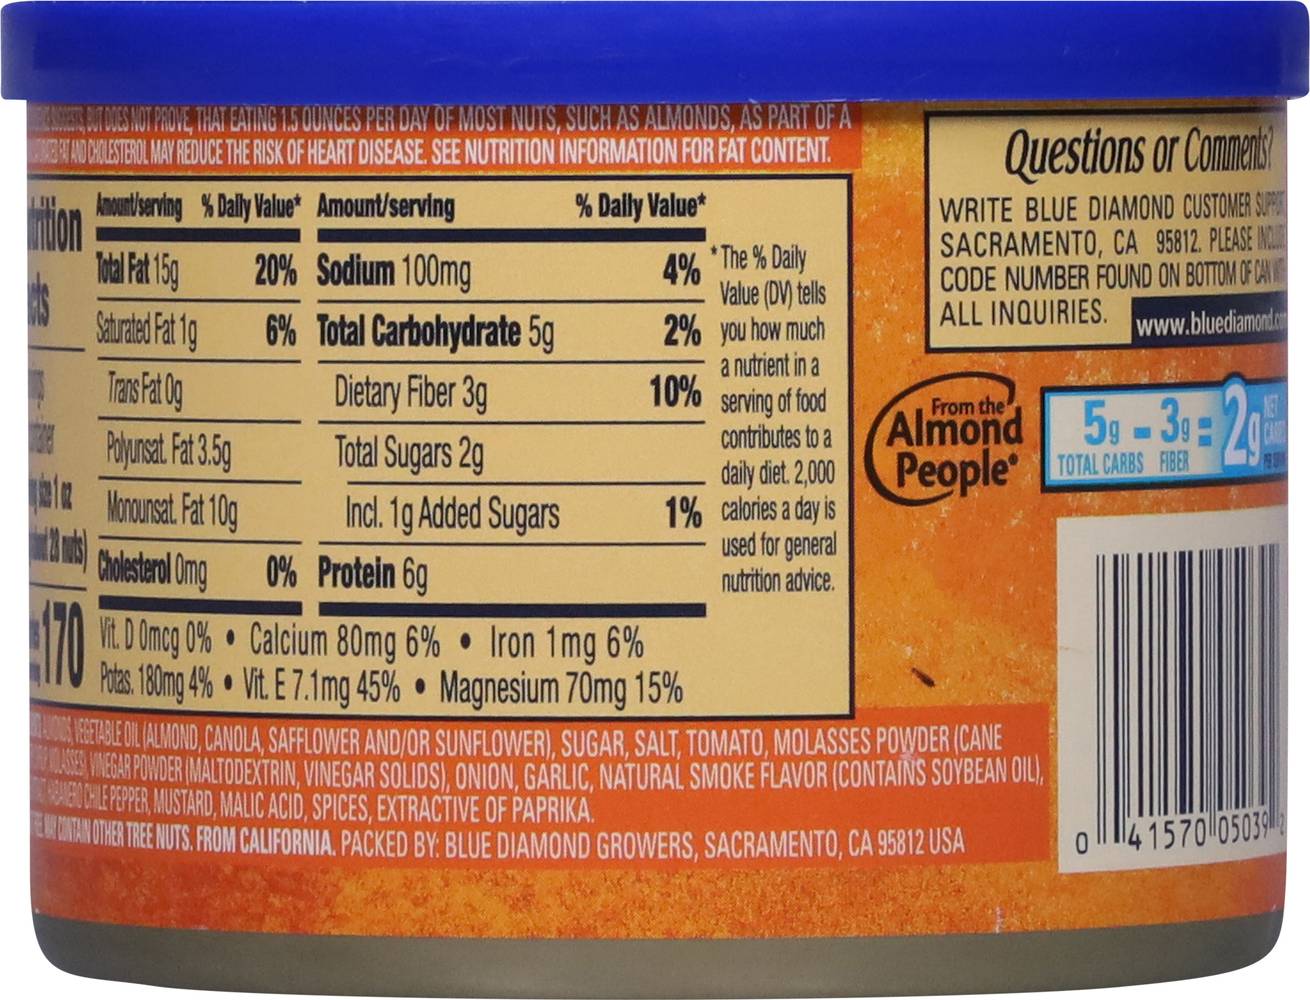 BUT DOES NOT PROVE, THAT EATING 1.5 OUNCES PER DAY OF MOST NUTS, SUCH AS ALMONDS, AS PART OF A
FAT AND CHOLESTEROL MAY REDUCE THE RISK OF HEART DISEASE. SEE NUTRITION INFORMATION FOR FAT CONTENT.
Amount/serving % Daily Value*
Total Fat 15g 20%
Saturated Fat 1g 6%
Trans Fat 0g
Polyunsat. Fat 3.5g
Monounsat. Fat 10g
Cholesterol 0mg 0%
Amount/serving % Daily Value*
Sodium 100mg 4%
Total Carbohydrate 5g 2%
Dietary Fiber 3g 10%
Total Sugars 2g
Incl. 1g Added Sugars 1%
Protein 6g
*The % Daily
Value (DV) tells
you how much
a nutrient in a
serving of food
contributes to a
daily diet. 2,000
calories a day is
used for general
nutrition advice.
size 1 oz
28 nuts)
170
Vit. D 0mcg 0% • Calcium 80mg 6% • Iron 1mg 6%
Potas. 180mg 4% • Vit. E 7.1mg 45% • Magnesium 70mg 15%
ALMONDS, VEGETABLE OIL (ALMOND, CANOLA, SAFFLOWER AND/OR SUNFLOWER), SUGAR, SALT, TOMATO, MOLASSES POWDER (CANE
MOLASSES), VINEGAR POWDER (MALTODEXTRIN, VINEGAR SOLIDS), ONION, GARLIC, NATURAL SMOKE FLAVOR (CONTAINS SOYBEAN OIL),
HABANERO CHILE PEPPER, MUSTARD, MALIC ACID, SPICES, EXTRACTIVE OF PAPRIKA.
MAY CONTAIN OTHER TREE NUTS. FROM CALIFORNIA. PACKED BY: BLUE DIAMOND GROWERS, SACRAMENTO, CA 95812 USA
Questions or Comments?
WRITE BLUE DIAMOND CUSTOMER SUPPORT
SACRAMENTO, CA 95812. PLEASE INCLUDE
CODE NUMBER FOUND ON BOTTOM OF CAN WITH
ALL INQUIRIES.
www.bluediamond.co
From the
Almond
People®
5g - 3g = 2g NET CARBS
TOTAL CARBS FIBER
0 41570 05039 2